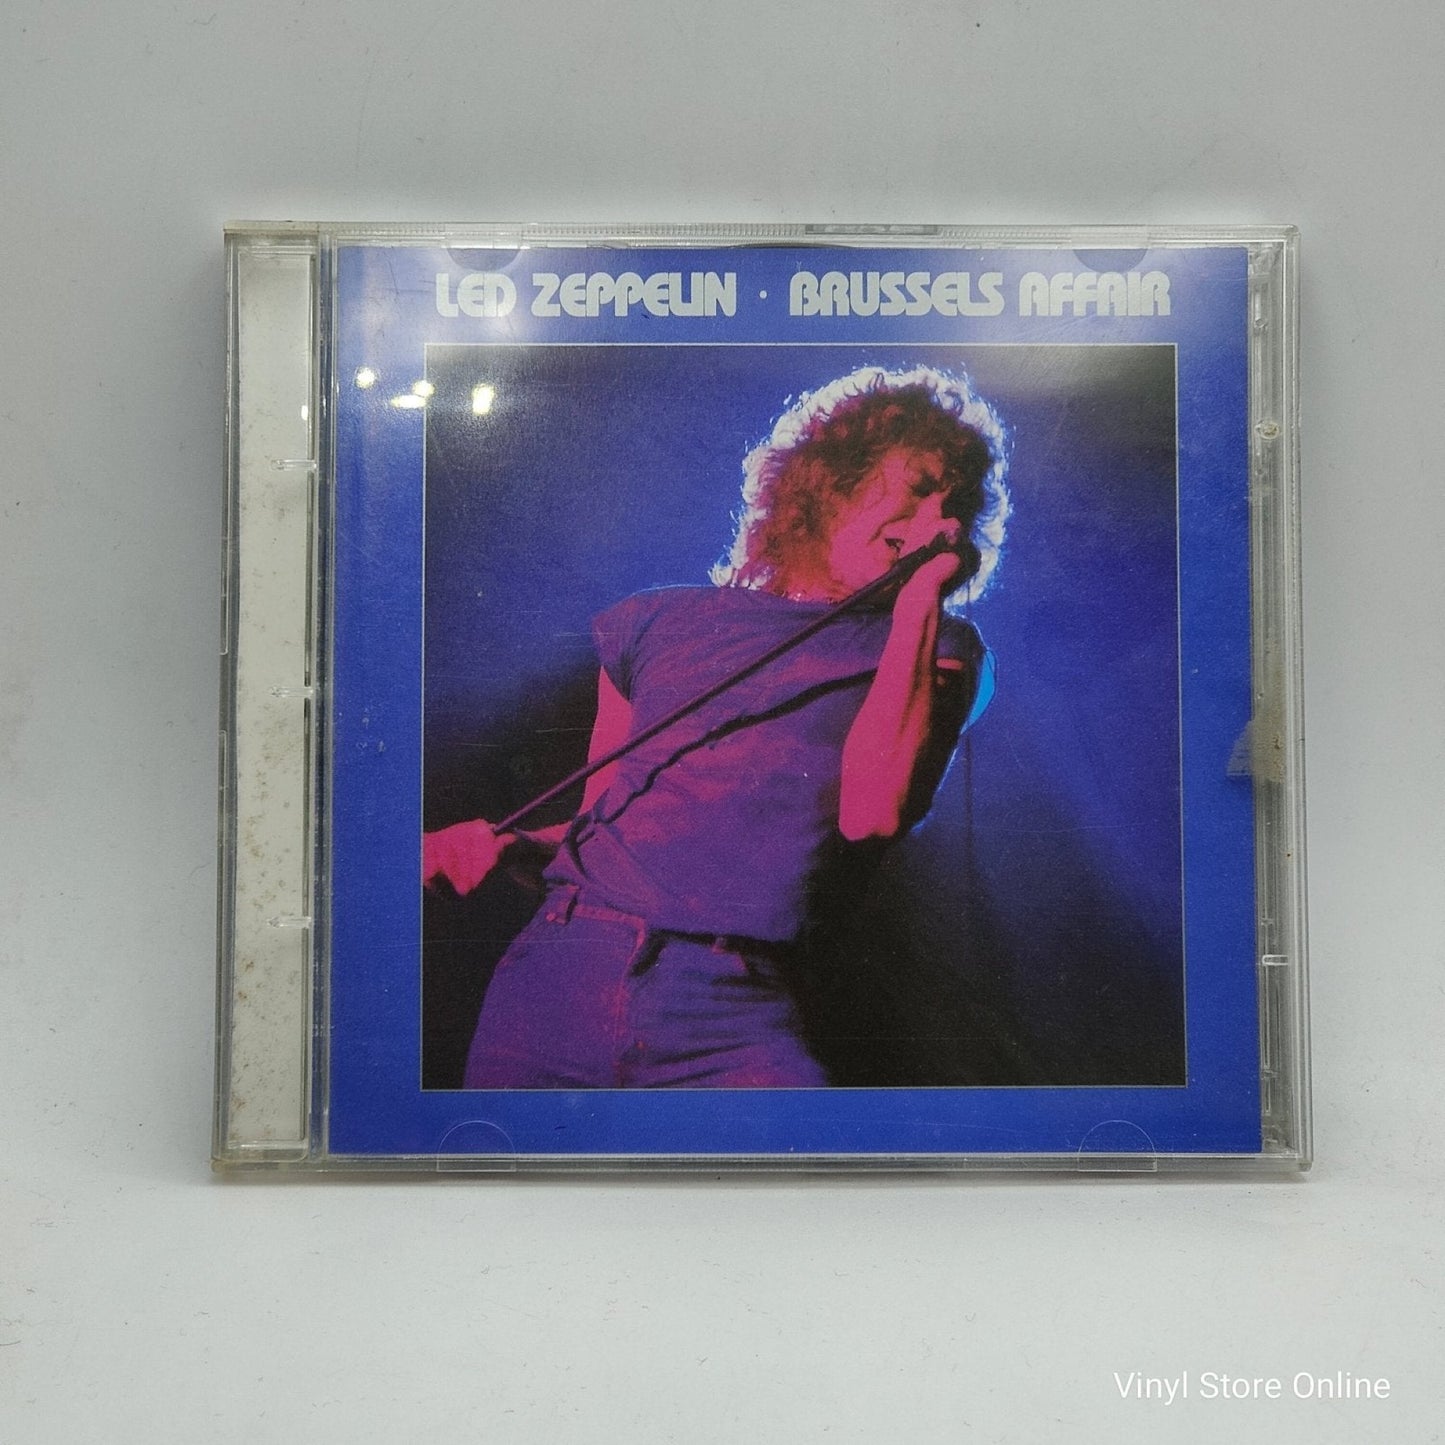 LED ZEPPELIN · BRUSSELS AFFAIR
Vinyl Store Online